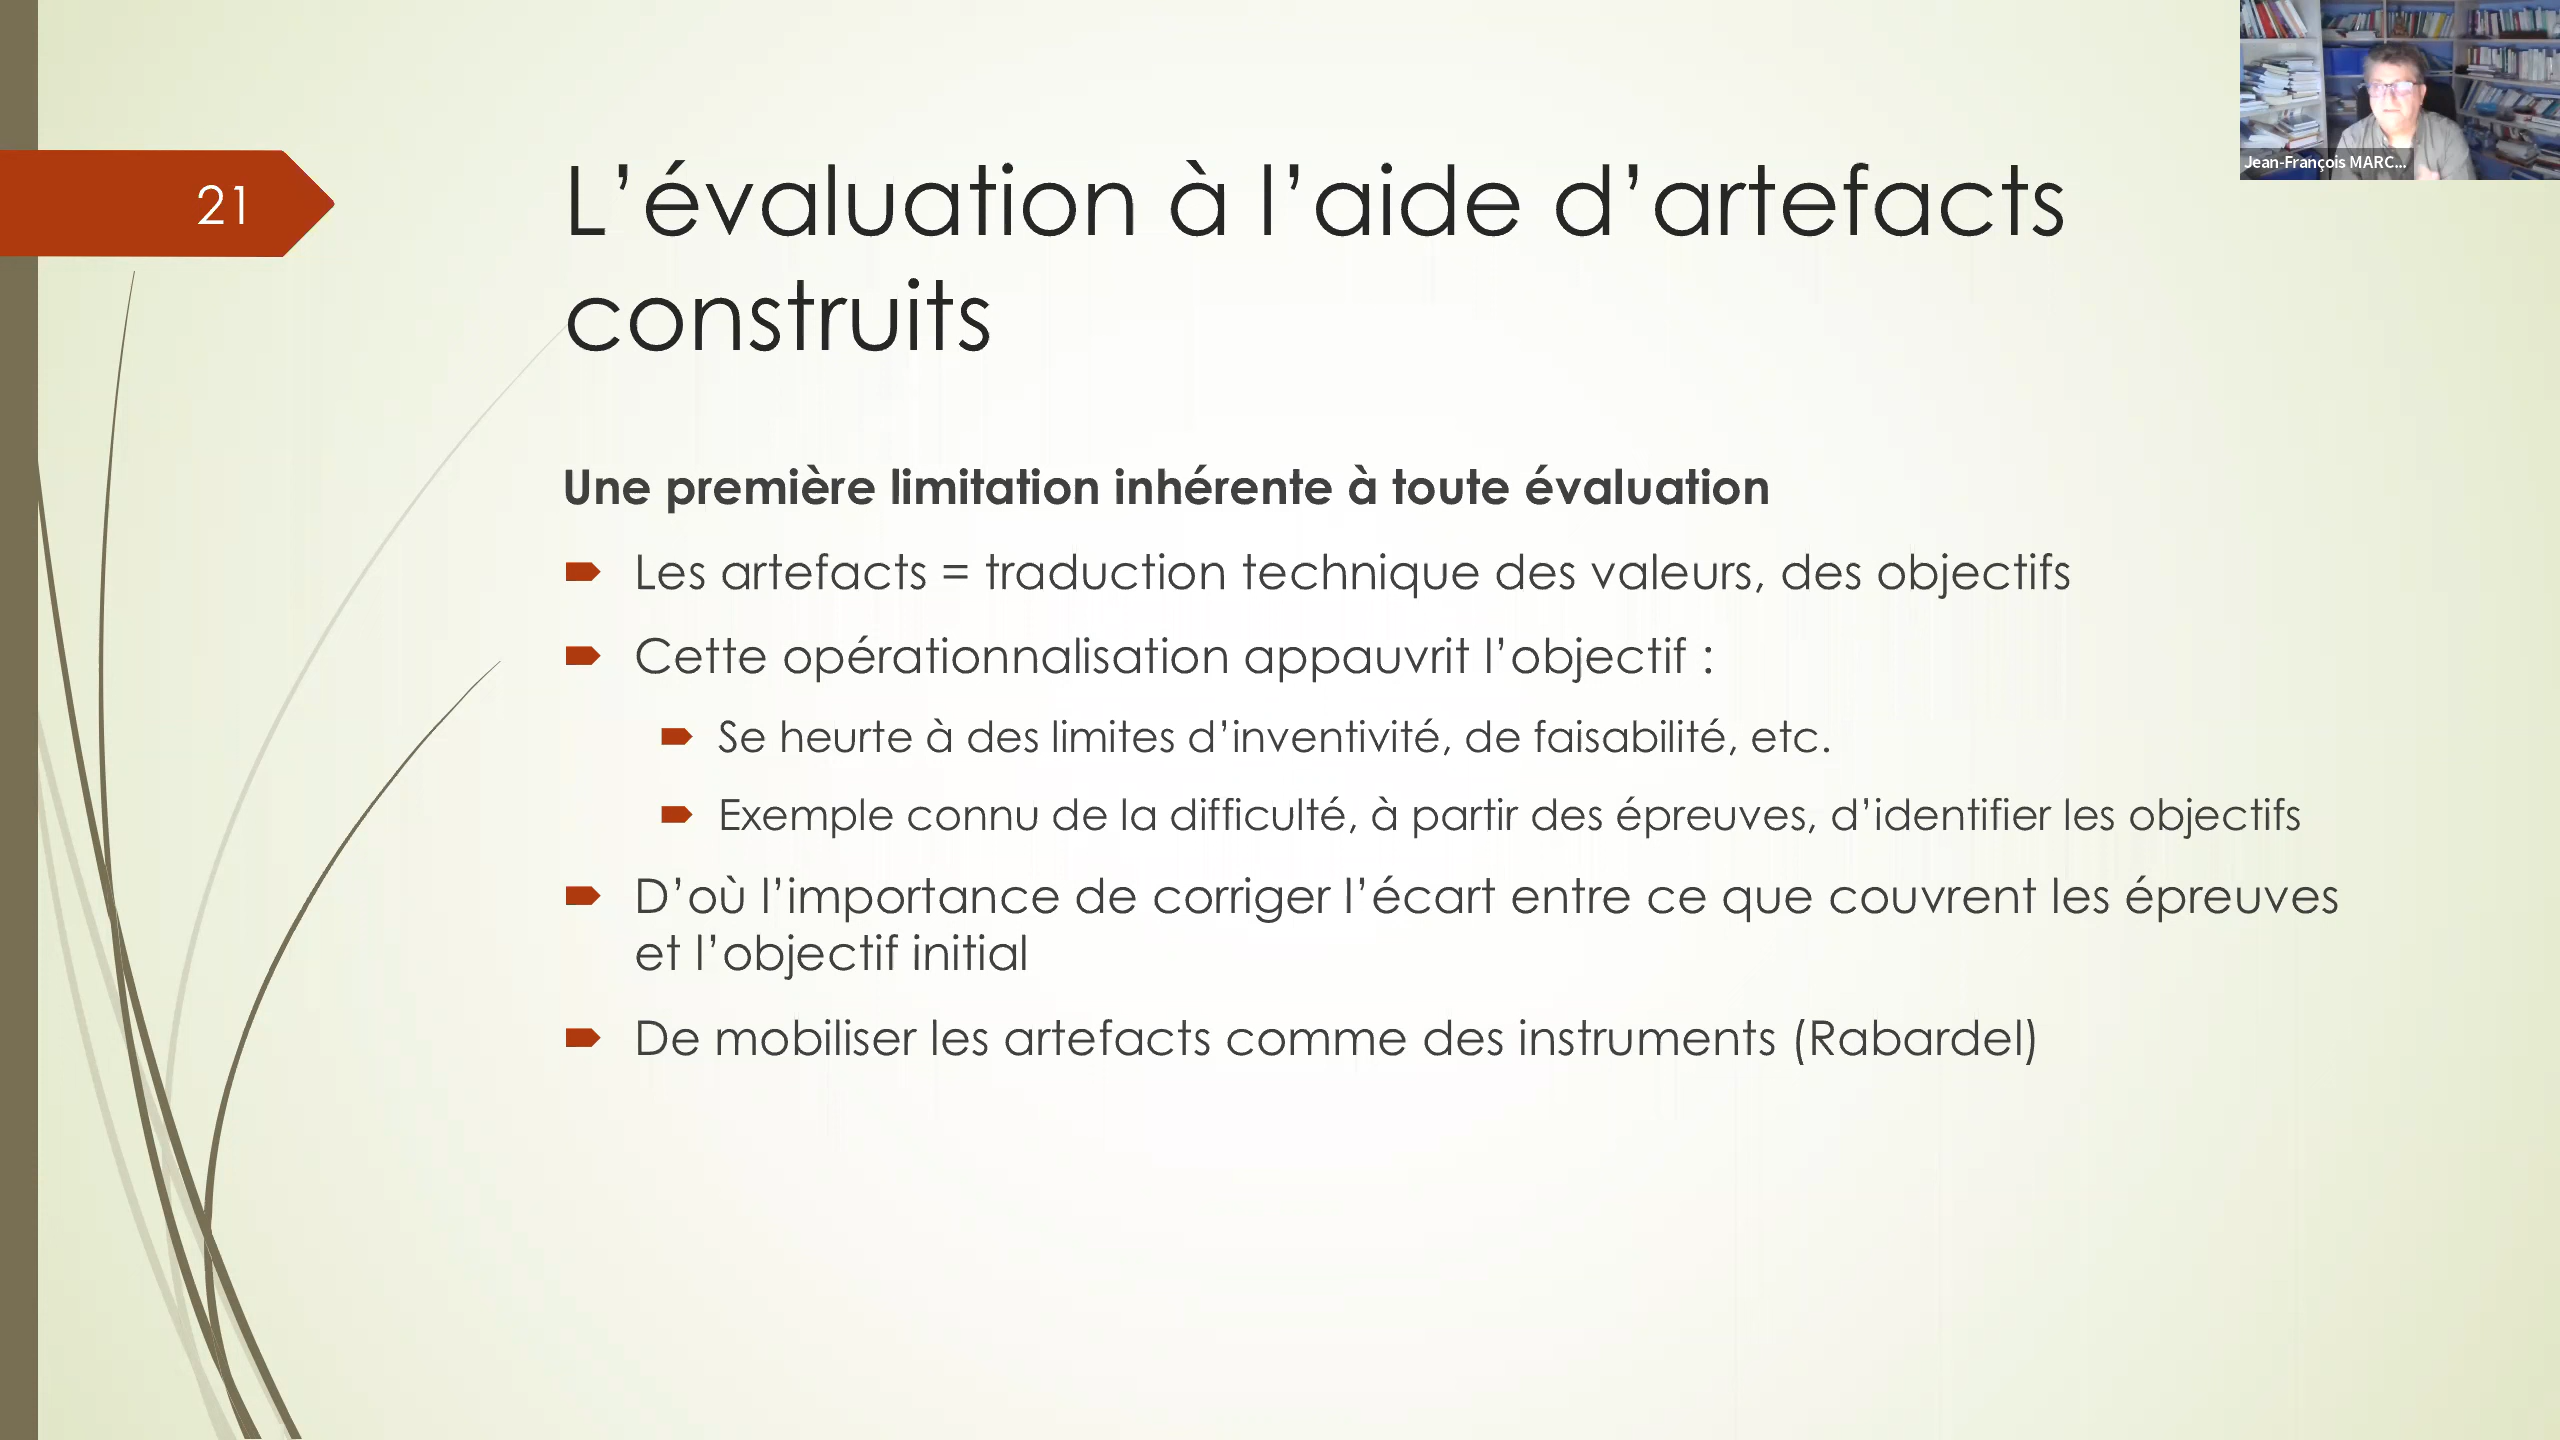 21
L’évaluation à l’aide d’artefacts
construits
Une première limitation inhérente à toute évaluation
Les artefacts = traduction technique des valeurs, des objectifs
Cette opérationnalisation appauvrit l’objectif :
Se heurte à des limites d’inventivité, de faisabilité, etc.
Exemple connu de la difficulté, à partir des épreuves, d’identifier les objectifs
D’où l’importance de corriger l’écart entre ce que couvrent les épreuves
et l’objectif initial
De mobiliser les artefacts comme des instruments (Rabardel)
Jean-François MARC...